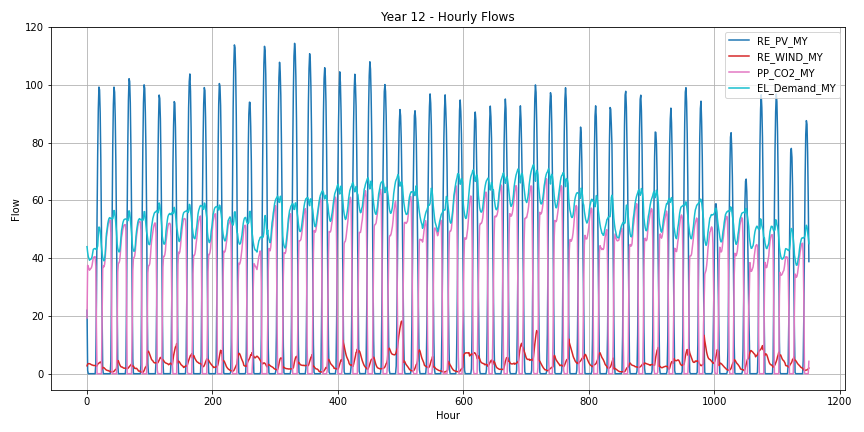 Year 12 - Hourly Flows
RE_PV_MY
RE_WIND_MY
PP_CO2_MY
EL_Demand_MY
120
100
80
60
40
20
0
Flow
0 200 400 600 800 1000 1200
Hour